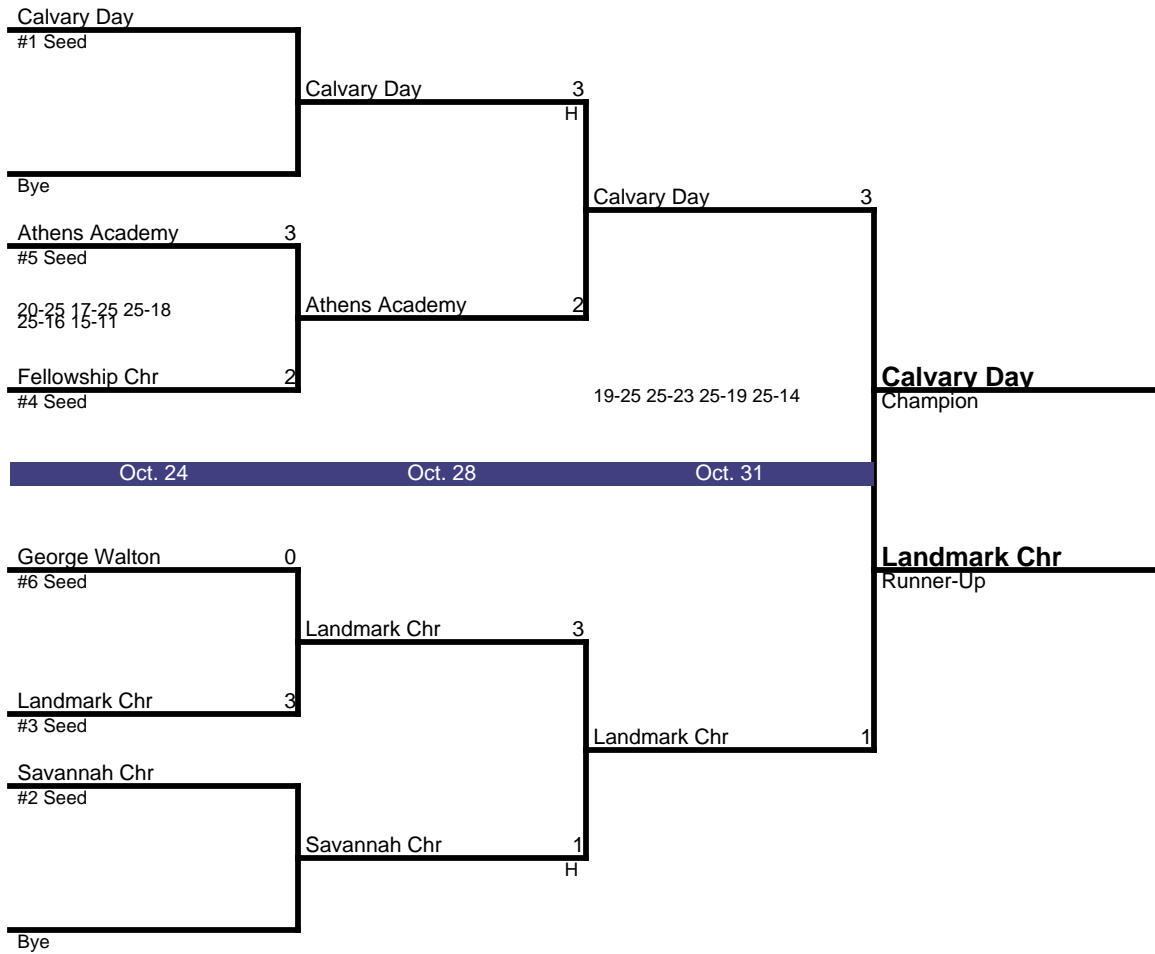 Calvary Day
#1 Seed
Calvary Day 3
H
Bye
Calvary Day 3
Athens Academy 3
#5 Seed
20-25 17-25 25-18
25-16 15-11
Athens Academy 2
Fellowship Chr 2
#4 Seed
19-25 25-23 25-19 25-14
Calvary Day
Champion
Oct. 24 Oct. 28 Oct. 31
George Walton 0
#6 Seed
Landmark Chr
Runner-Up
Landmark Chr 3
Landmark Chr 3
#3 Seed
Landmark Chr 1
Savannah Chr
#2 Seed
Savannah Chr 1
H
Bye